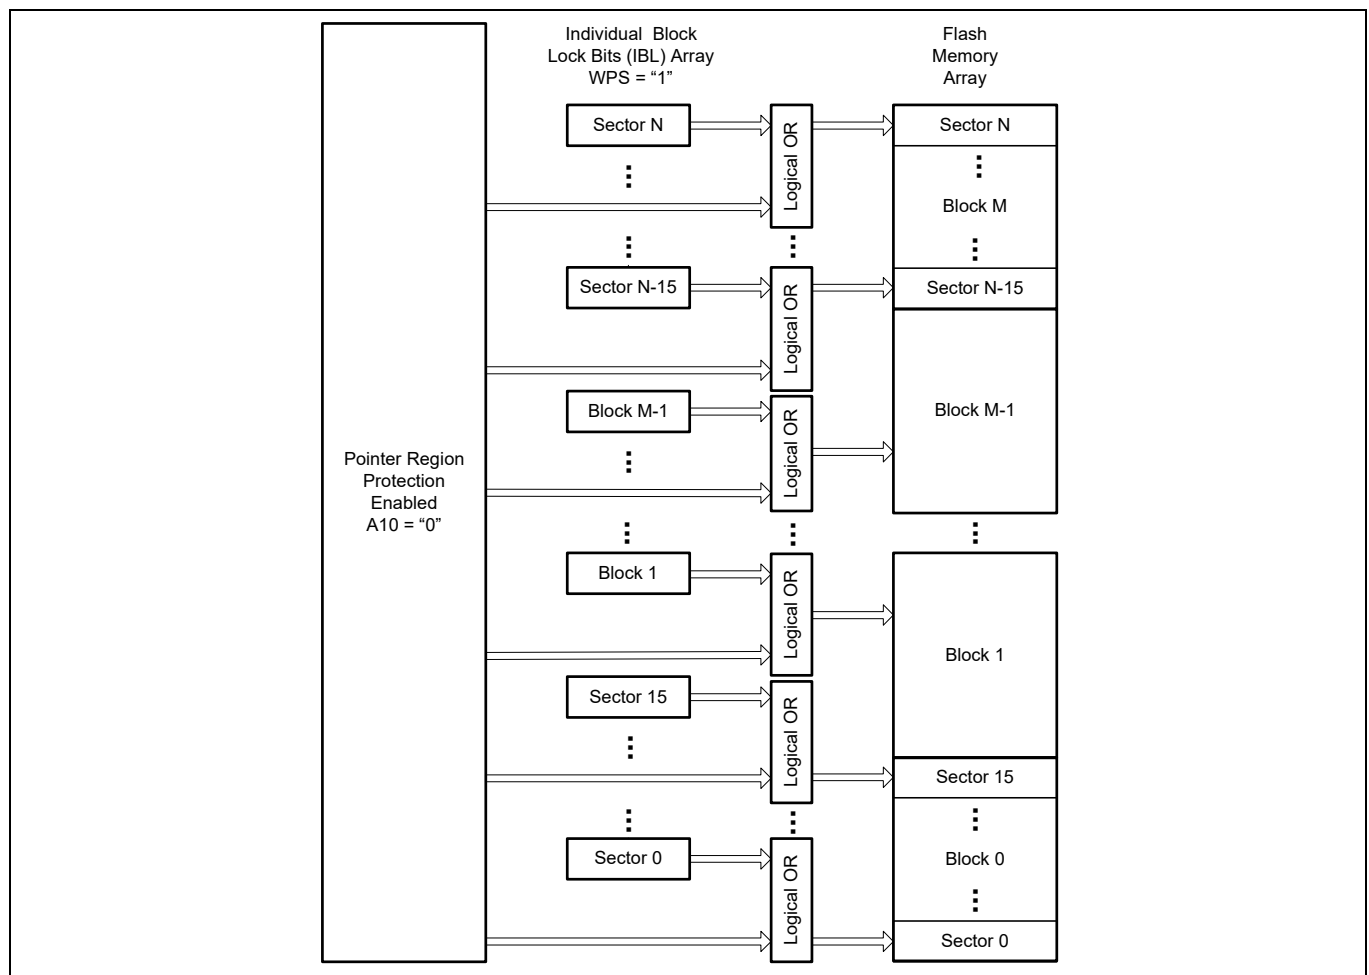 Individual Block
Lock Bits (IBL) Array
WPS = “1”
Flash
Memory
Array
Sector N
Logical OR
Sector N
Block M
Sector N-15
Logical OR
Sector N-15
Block M-1
Logical OR
Block M-1
Pointer Region
Protection
Enabled
A10 = “0”
Block 1
Logical OR
Block 1
Sector 15
Logical OR
Sector 15
Sector 0
Logical OR
Block 0
Sector 0